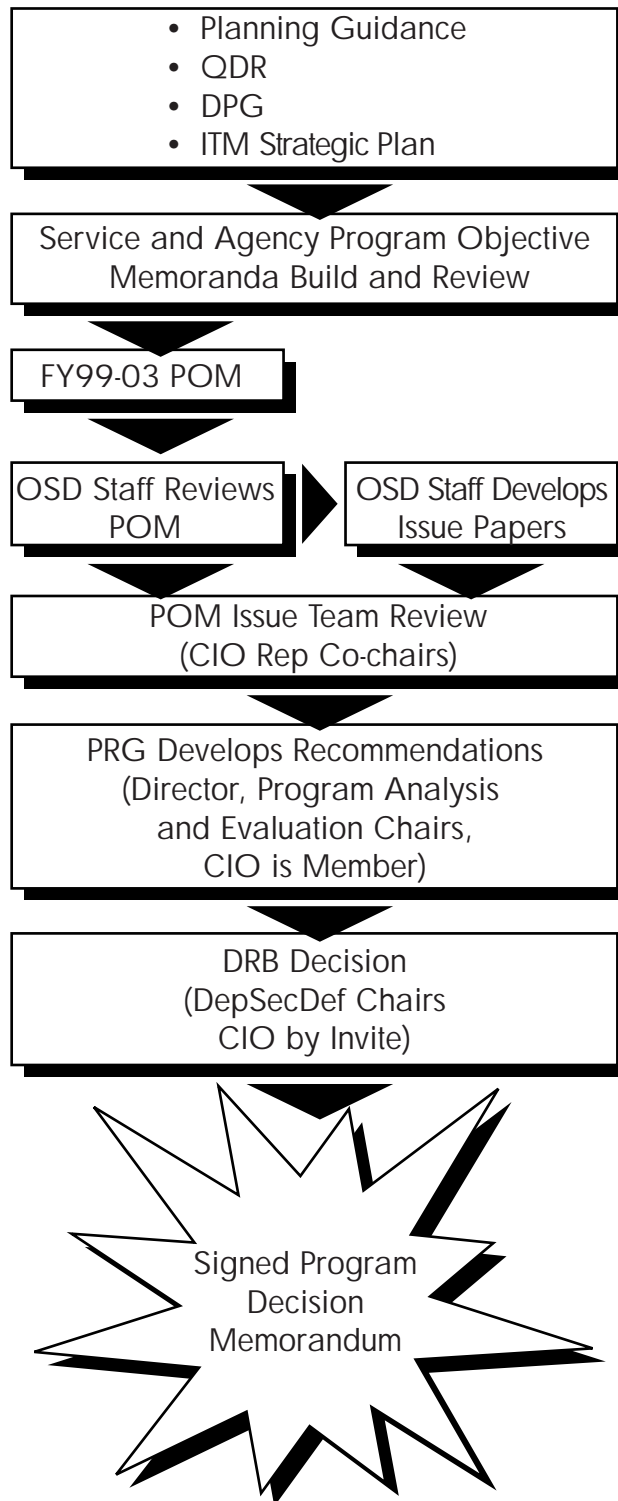 • Planning Guidance
• QDR
• DPG
• ITM Strategic Plan
Service and Agency Program Objective
Memoranda Build and Review
FY99-03 POM
OSD Staff Reviews
POM
OSD Staff Develops
Issue Papers
POM Issue Team Review
(CIO Rep Co-chairs)
PRG Develops Recommendations
(Director, Program Analysis
and Evaluation Chairs,
CIO is Member)
DRB Decision
(DepSecDef Chairs
CIO by Invite)
Signed Program
Decision
Memorandum